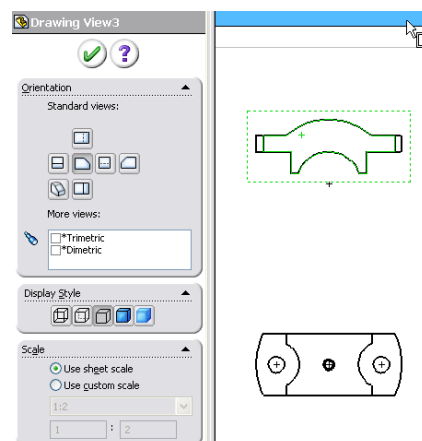 Drawing View3
?
Orientation
Standard views:
More views:
*Trimetric
*Dimetric
Display Style
Scale
Use sheet scale
Use custom scale
1:2
1 : 2